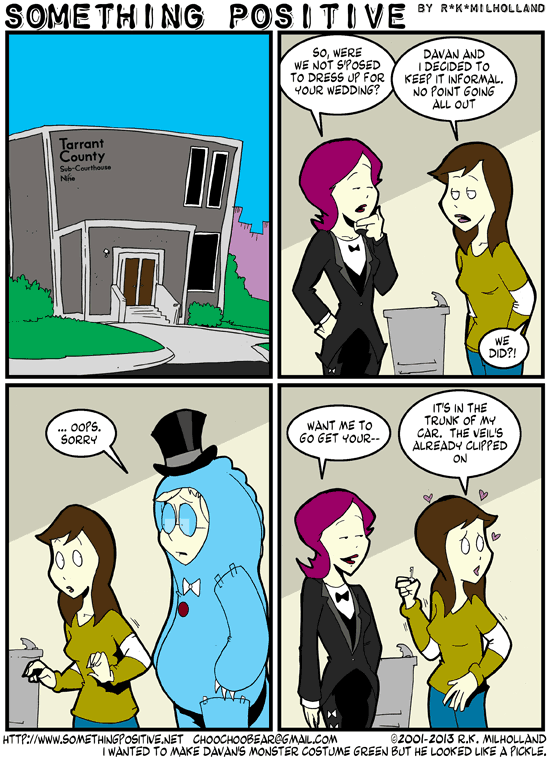 SOMETHING POSITIVE BY R*K*MILHOLLAND
Tarrant
County
Sub-Courthouse
Nine
SO, WERE
WE NOT S'POSED
TO DRESS UP FOR
YOUR WEDDING?
DAVAN AND
I DECIDED TO
KEEP IT INFORMAL.
NO POINT GOING
ALL OUT
WE
DID?!
... OOPS.
SORRY
WANT ME TO
GO GET YOUR--
IT'S IN THE
TRUNK OF MY
CAR. THE VEIL'S
ALREADY CLIPPED
ON
HTTP://WWW.SOMETHINGPOSITIVE.NET CHOOCHOOBEAR@GMAIL.COM ©2001-2013 R.K. MILHOLLAND
I WANTED TO MAKE DAVAN'S MONSTER COSTUME GREEN BUT HE LOOKED LIKE A PICKLE.